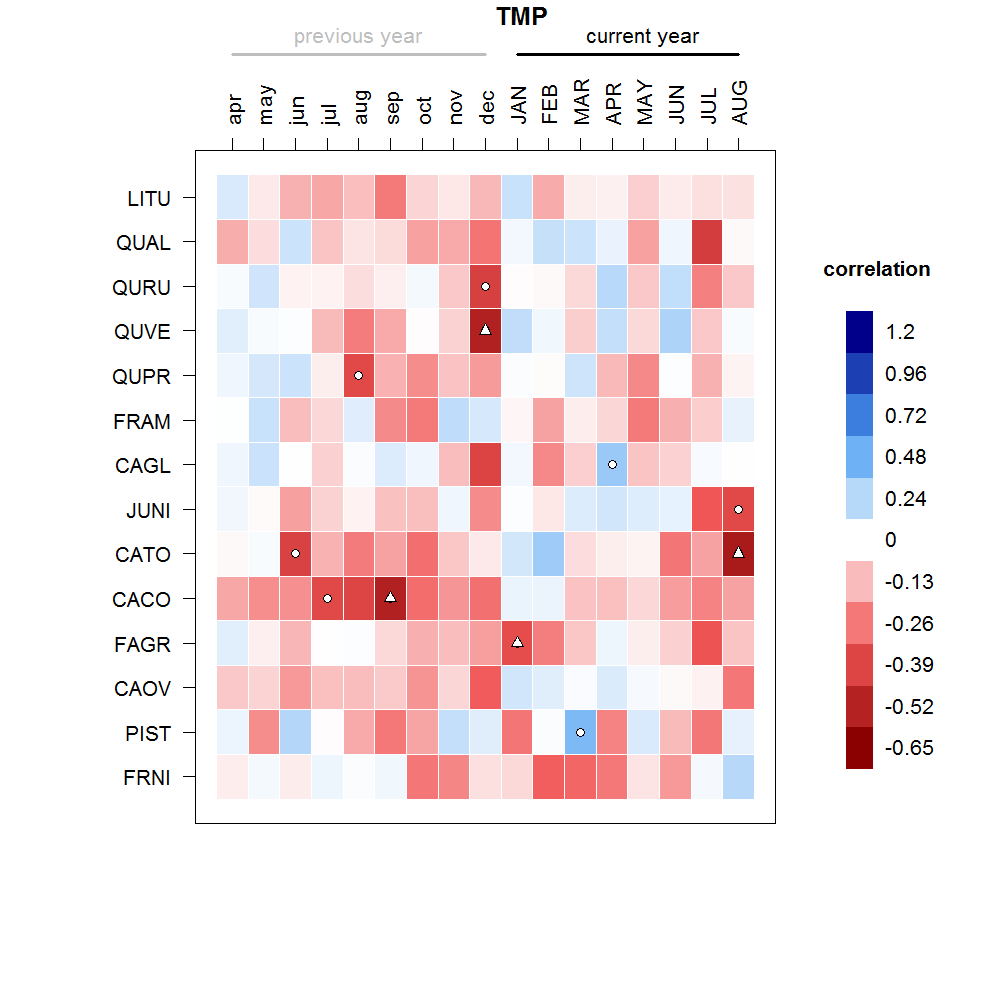 TMP
previous year current year
apr may jun jul aug sep oct nov dec JAN FEB MAR APR MAY JUN JUL AUG
LITU
QUAL
QURU
QUVE
QUPR
FRAM
CAGL
JUNI
CATO
CACO
FAGR
CAOV
PIST
FRNI
correlation
1.2
0.96
0.72
0.48
0.24
0
-0.13
-0.26
-0.39
-0.52
-0.65